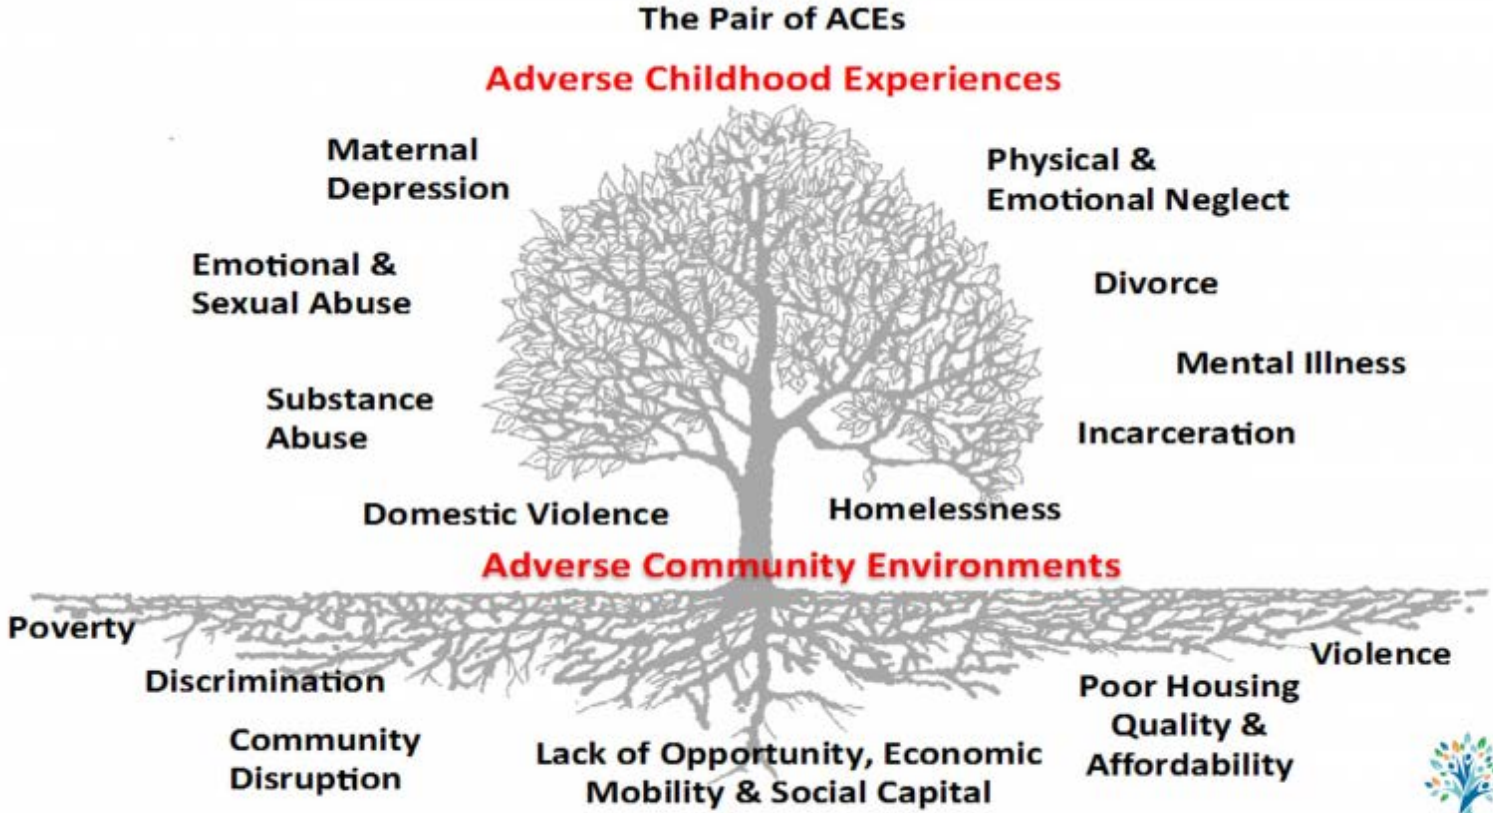 The Pair of ACEs
Adverse Childhood Experiences
Maternal
Depression
Physical &
Emotional Neglect
Emotional &
Sexual Abuse
Divorce
Mental Illness
Substance
Abuse
Incarceration
Domestic Violence
Homelessness
Adverse Community Environments
Poverty
Violence
Discrimination
Poor Housing
Quality &
Affordability
Community
Disruption
Lack of Opportunity, Economic
Mobility & Social Capital